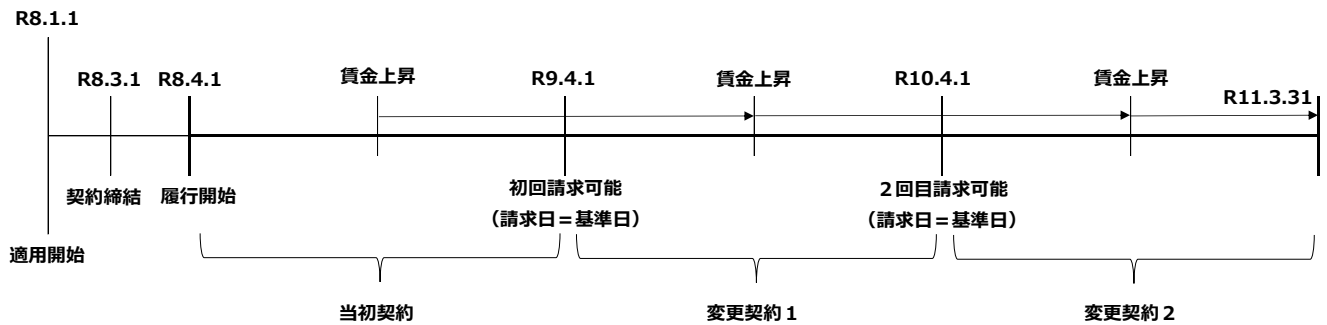 R8.1.1
R8.3.1 R8.4.1 賃金上昇 R9.4.1 賃金上昇 R10.4.1 賃金上昇 R11.3.31
契約締結 履行開始 初回請求可能 2回目請求可能
（請求日＝基準日） （請求日＝基準日）
適用開始
当初契約 変更契約1 変更契約2